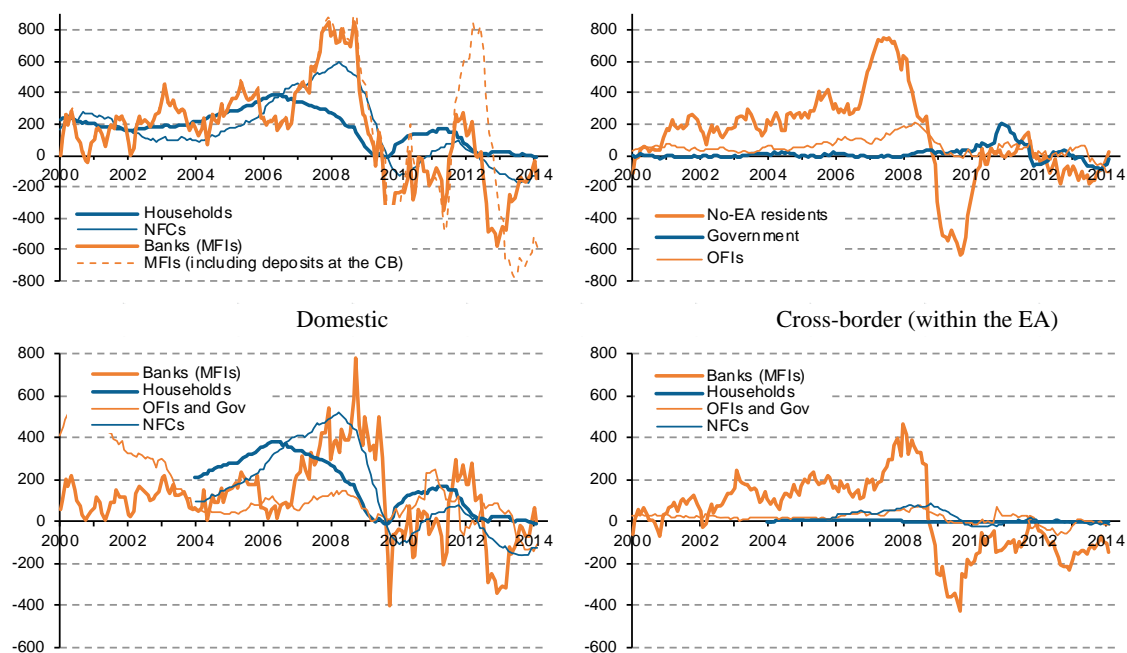 800
600
400
200
0
-200
-400
-600
-800
2000 2002 2004 2006 2008 2010 2012 2014
Households
NFCs
Banks (MFIs)
MFIs (including deposits at the CB)
800
600
400
200
0
-200
-400
-600
-800
2000 2002 2004 2006 2008 2010 2012 2014
No-EA residents
Government
OFIs
Domestic
Cross-border (within the EA)
800
600
400
200
0
-200
-400
-600
2000 2002 2004 2006 2008 2010 2012 2014
Banks (MFIs)
Households
OFIs and Gov
NFCs
800
600
400
200
0
-200
-400
-600
2000 2002 2004 2006 2008 2010 2012 2014
Banks (MFIs)
Households
OFIs and Gov
NFCs